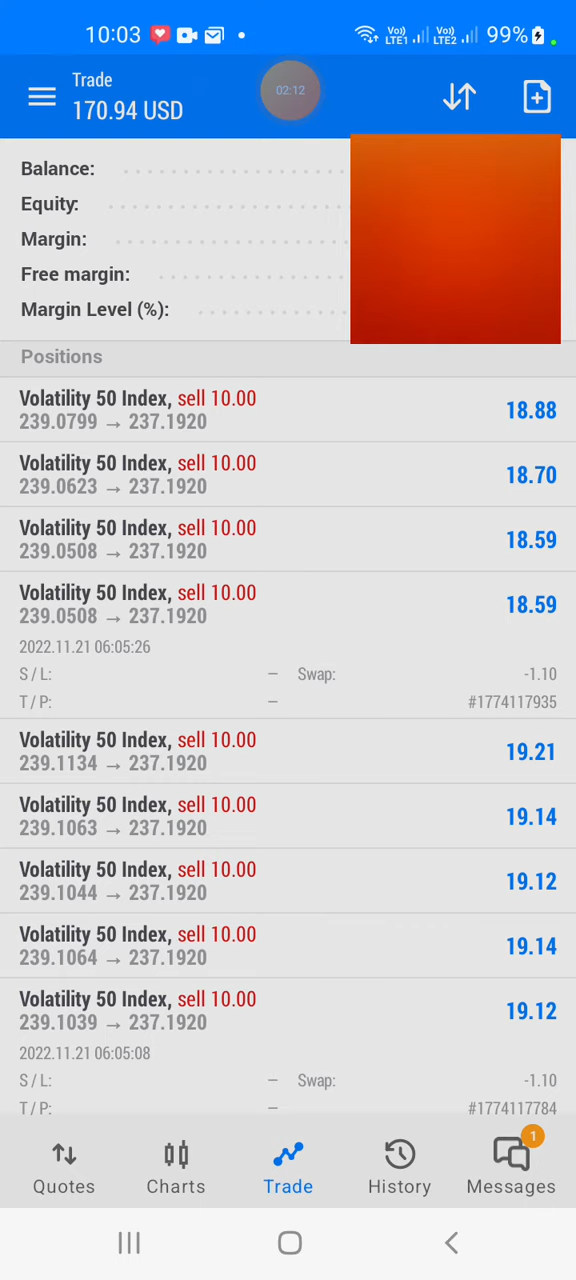 10:03
Vo)) LTE1 Vo)) LTE2 99%
Trade
170.94 USD
02:12
Balance:
Equity:
Margin:
Free margin:
Margin Level (%):
Positions
Volatility 50 Index, sell 10.00
239.0799 → 237.1920
18.88
Volatility 50 Index, sell 10.00
239.0623 → 237.1920
18.70
Volatility 50 Index, sell 10.00
239.0508 → 237.1920
18.59
Volatility 50 Index, sell 10.00
239.0508 → 237.1920
18.59
2022.11.21 06:05:26
S / L: – Swap: -1.10
T / P: – #1774117935
Volatility 50 Index, sell 10.00
239.1134 → 237.1920
19.21
Volatility 50 Index, sell 10.00
239.1063 → 237.1920
19.14
Volatility 50 Index, sell 10.00
239.1044 → 237.1920
19.12
Volatility 50 Index, sell 10.00
239.1064 → 237.1920
19.14
Volatility 50 Index, sell 10.00
239.1039 → 237.1920
19.12
2022.11.21 06:05:08
S / L: – Swap: -1.10
T / P: – #1774117784
1
Quotes Charts Trade History Messages